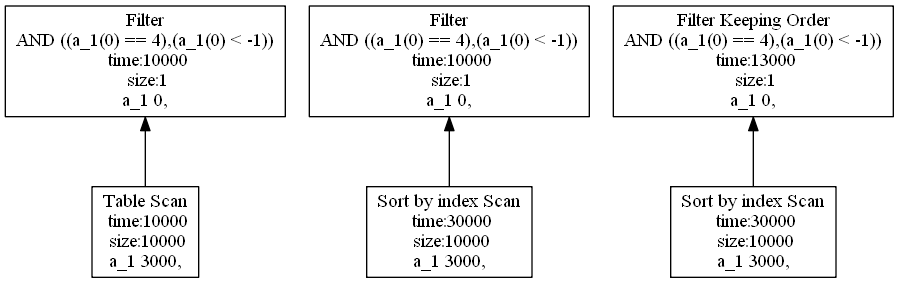 Filter
AND ((a_1(0) == 4),(a_1(0) < -1))
time:10000
size:1
a_1 0,
Table Scan
time:10000
size:10000
a_1 3000,
Filter
AND ((a_1(0) == 4),(a_1(0) < -1))
time:10000
size:1
a_1 0,
Sort by index Scan
time:30000
size:10000
a_1 3000,
Filter Keeping Order
AND ((a_1(0) == 4),(a_1(0) < -1))
time:13000
size:1
a_1 0,
Sort by index Scan
time:30000
size:10000
a_1 3000,